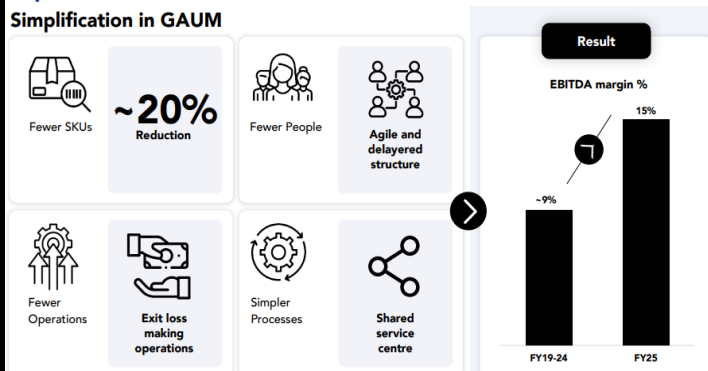 Simplification in GAUM
Fewer SKUs
~20%
Reduction
Fewer People
Agile and
delayered
structure
Fewer
Operations
Exit loss
making
operations
Simpler
Processes
Shared
service
centre
Result
EBITDA margin %
~9%
15%
FY19-24
FY25